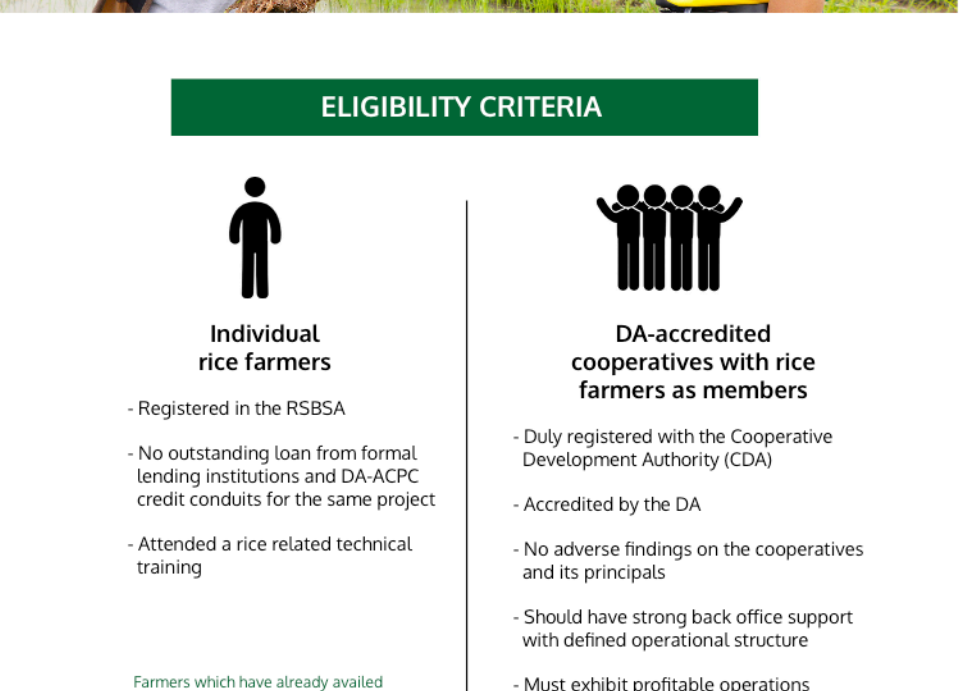 ELIGIBILITY CRITERIA
Individual
rice farmers
- Registered in the RSBSA
- No outstanding loan from formal
lending institutions and DA-ACPC
credit conduits for the same project
- Attended a rice related technical
training
Farmers which have already availed
DA-accredited
cooperatives with rice
farmers as members
- Duly registered with the Cooperative
Development Authority (CDA)
- Accredited by the DA
- No adverse findings on the cooperatives
and its principals
- Should have strong back office support
with defined operational structure
- Must exhibit profitable operations